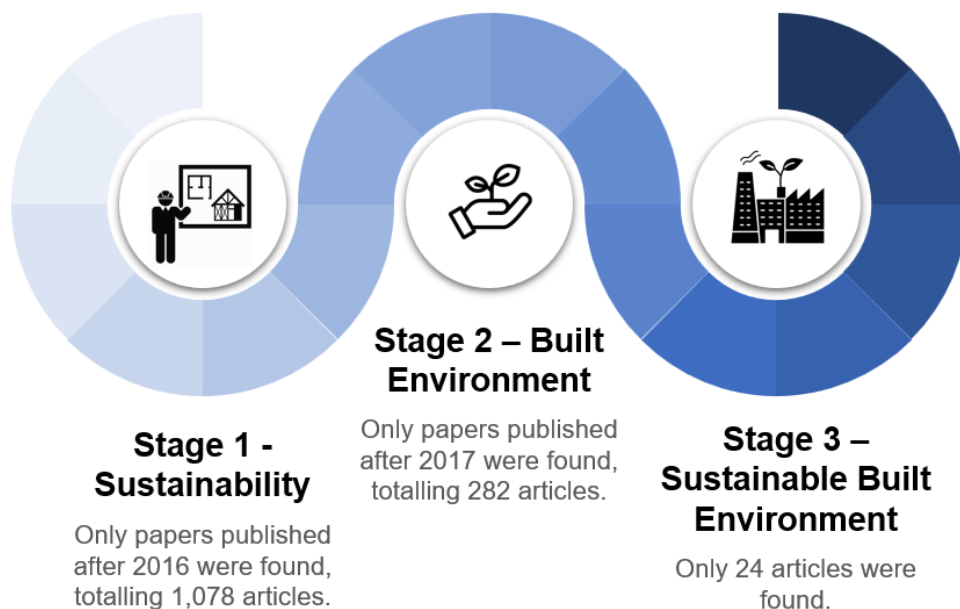 Stage 1 -
Sustainability
Only papers published
after 2016 were found,
totalling 1,078 articles.
Stage 2 – Built
Environment
Only papers published
after 2017 were found,
totalling 282 articles.
Stage 3 –
Sustainable Built
Environment
Only 24 articles were
found.